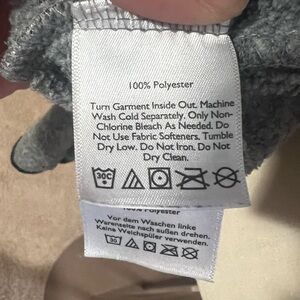 100% Polyester
Turn Garment Inside Out. Machine
Wash Cold Separately. Only Non-
Chlorine Bleach As Needed. Do
Not Use Fabric Softeners. Tumble
Dry Low. Do Not Iron. Do Not
Dry Clean.
30C
100% Polyester
Vor dem Waschen linke
Warenseite nach außen drehen.
Keine Weichspüler verwenden.
30